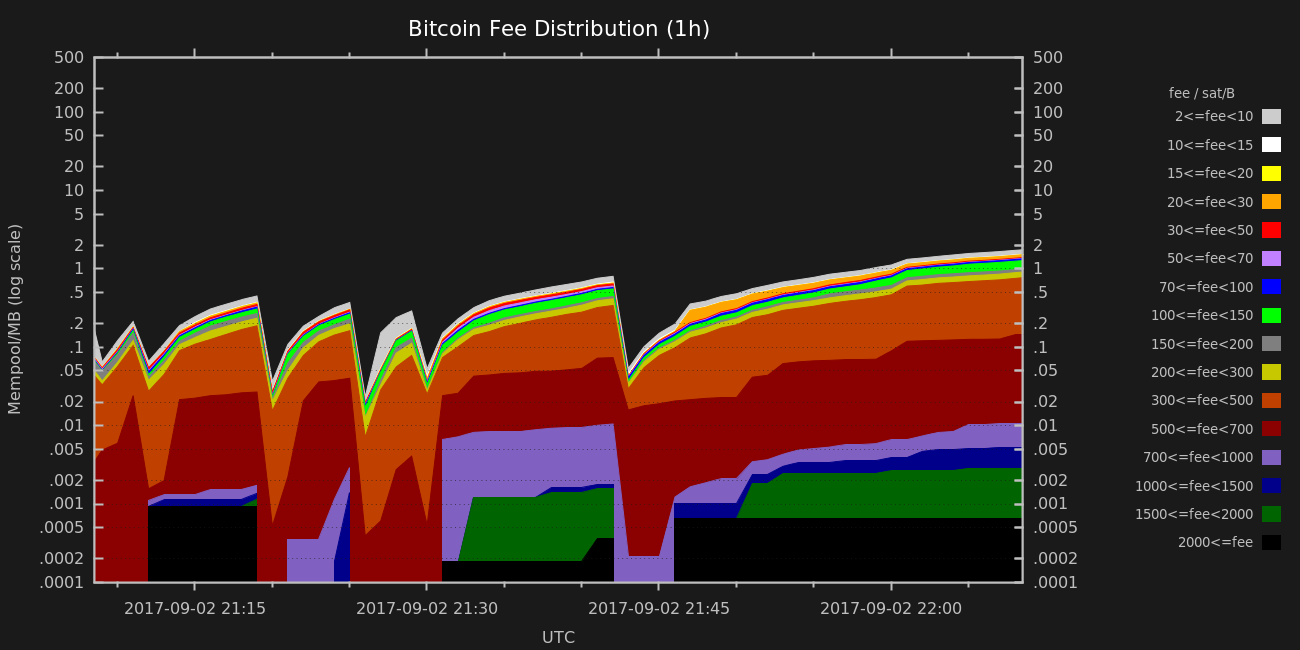 Bitcoin Fee Distribution (1h)
500
200
100
50
20
10
5
2
1
.5
.2
.1
.05
.02
.01
.005
.002
.001
.0005
.0002
.0001
Mempool/MB (log scale)
500
200
100
50
20
10
5
2
1
.5
.2
.1
.05
.02
.01
.005
.002
.001
.0005
.0002
.0001
2017-09-02 21:15
2017-09-02 21:30
2017-09-02 21:45
2017-09-02 22:00
UTC
fee / sat/B
2<=fee<10
10<=fee<15
15<=fee<20
20<=fee<30
30<=fee<50
50<=fee<70
70<=fee<100
100<=fee<150
150<=fee<200
200<=fee<300
300<=fee<500
500<=fee<700
700<=fee<1000
1000<=fee<1500
1500<=fee<2000
2000<=fee